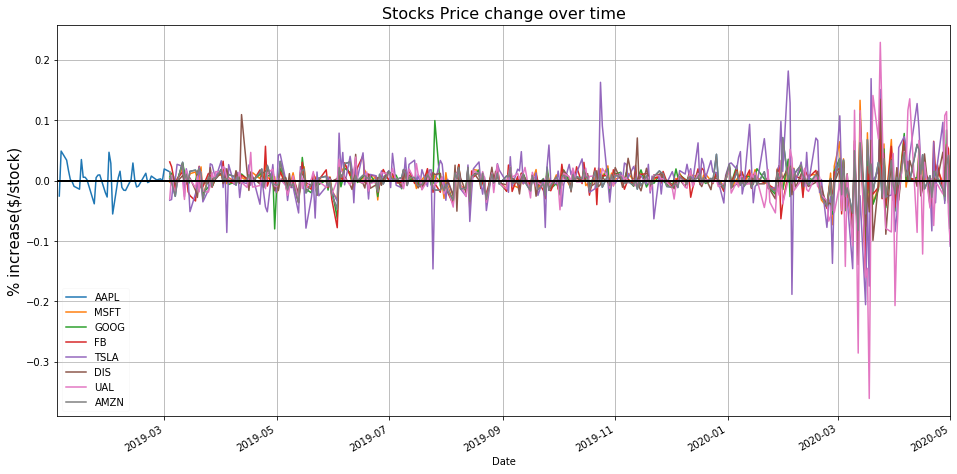 Stocks Price change over time
% increase($/stock)
0.2
0.1
0.0
−0.1
−0.2
−0.3
AAPL
MSFT
GOOG
FB
TSLA
DIS
UAL
AMZN
2019-03
2019-05
2019-07
2019-09
2019-11
2020-01
2020-03
2020-05
Date